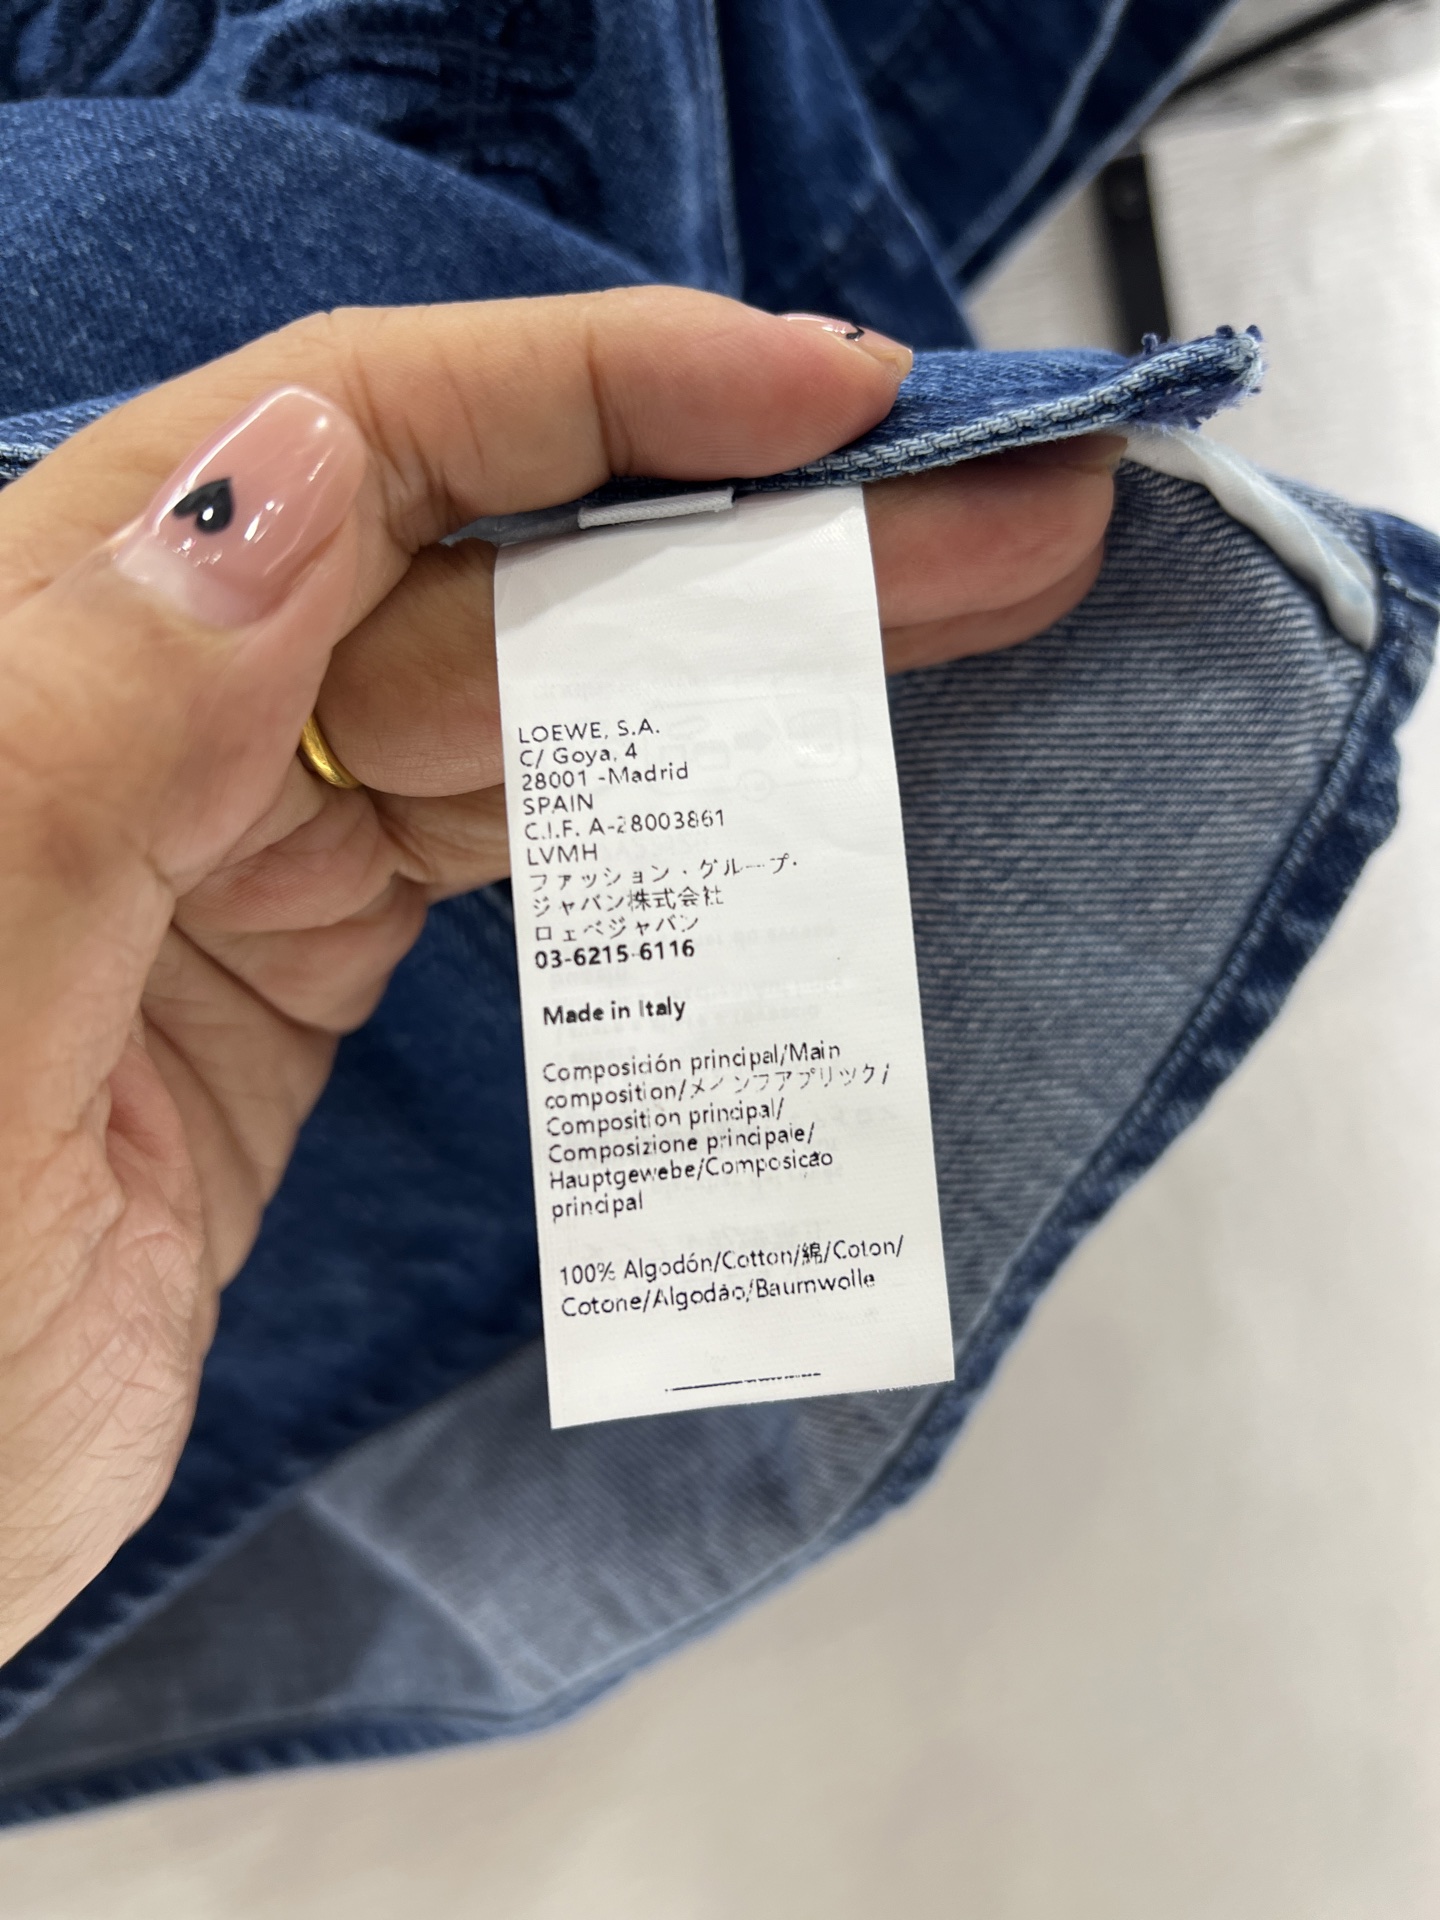 LOEWE, S.A.
C/ Goya, 4
28001 -Madrid
SPAIN
C.I.F. A-28003861
LVMH
ファッション・グループ・
ジャパン株式会社
ロエベジャパン
03-6215-6116
Made in Italy
Composición principal/Main
composition/メインファブリック/
Composition principal/
Composizione principale/
Hauptgewebe/Composicão
principal
100% Algodón/Cotton/綿/Coton/
Cotone/Algodão/Baumwolle